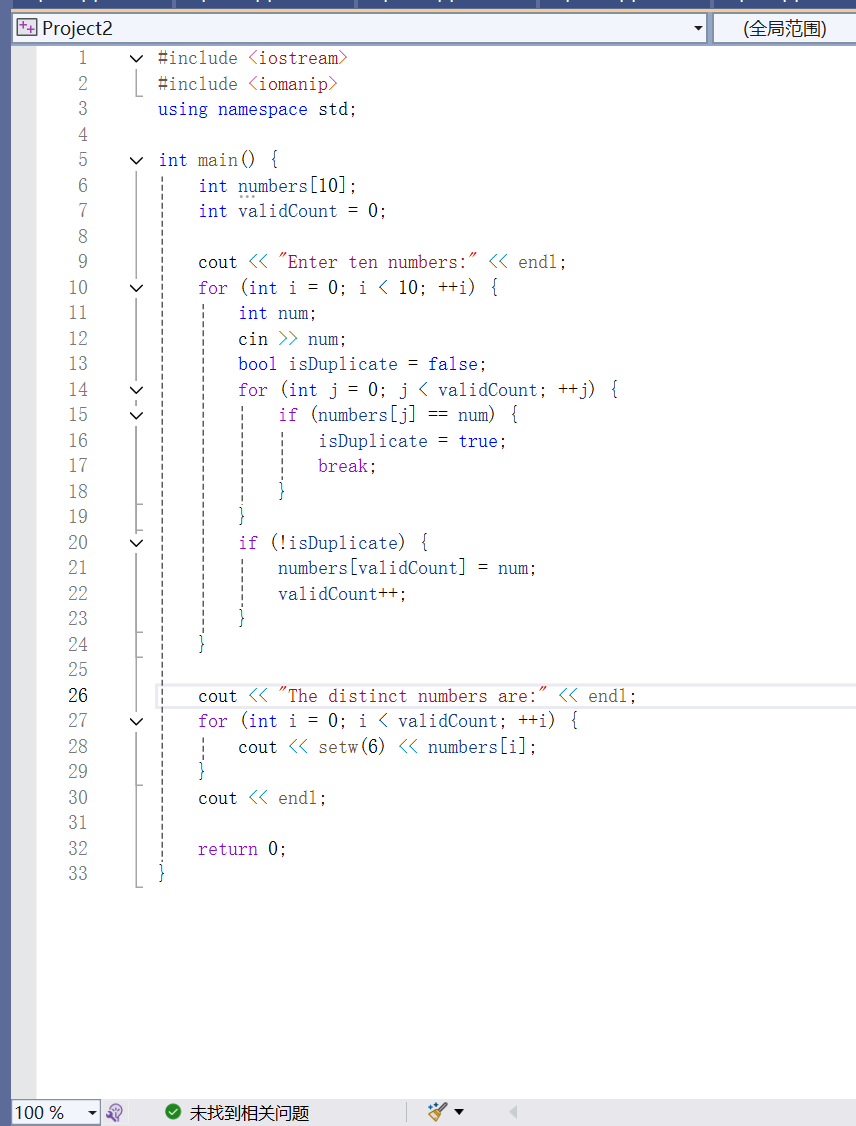 Project2 (全局范围)
1 #include <iostream>
2 #include <iomanip>
3 using namespace std;
4
5 int main() {
6     int numbers[10];
7     int validCount = 0;
8
9     cout << "Enter ten numbers:" << endl;
10     for (int i = 0; i < 10; ++i) {
11         int num;
12         cin >> num;
13         bool isDuplicate = false;
14         for (int j = 0; j < validCount; ++j) {
15             if (numbers[j] == num) {
16                 isDuplicate = true;
17                 break;
18             }
19         }
20         if (!isDuplicate) {
21             numbers[validCount] = num;
22             validCount++;
23         }
24     }
25
26     cout << "The distinct numbers are:" << endl;
27     for (int i = 0; i < validCount; ++i) {
28         cout << setw(6) << numbers[i];
29     }
30     cout << endl;
31
32     return 0;
33 }
100 % 未找到相关问题